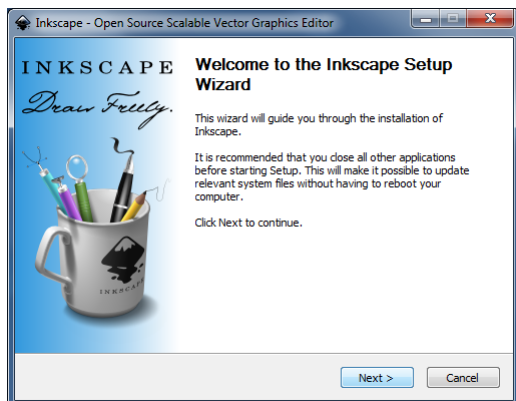 Inkscape - Open Source Scalable Vector Graphics Editor
INKSCAPE
Draw Freely.
Welcome to the Inkscape Setup
Wizard
This wizard will guide you through the installation of
Inkscape.
It is recommended that you close all other applications
before starting Setup. This will make it possible to update
relevant system files without having to reboot your
computer.
Click Next to continue.
INKSCAPE
Next >
Cancel